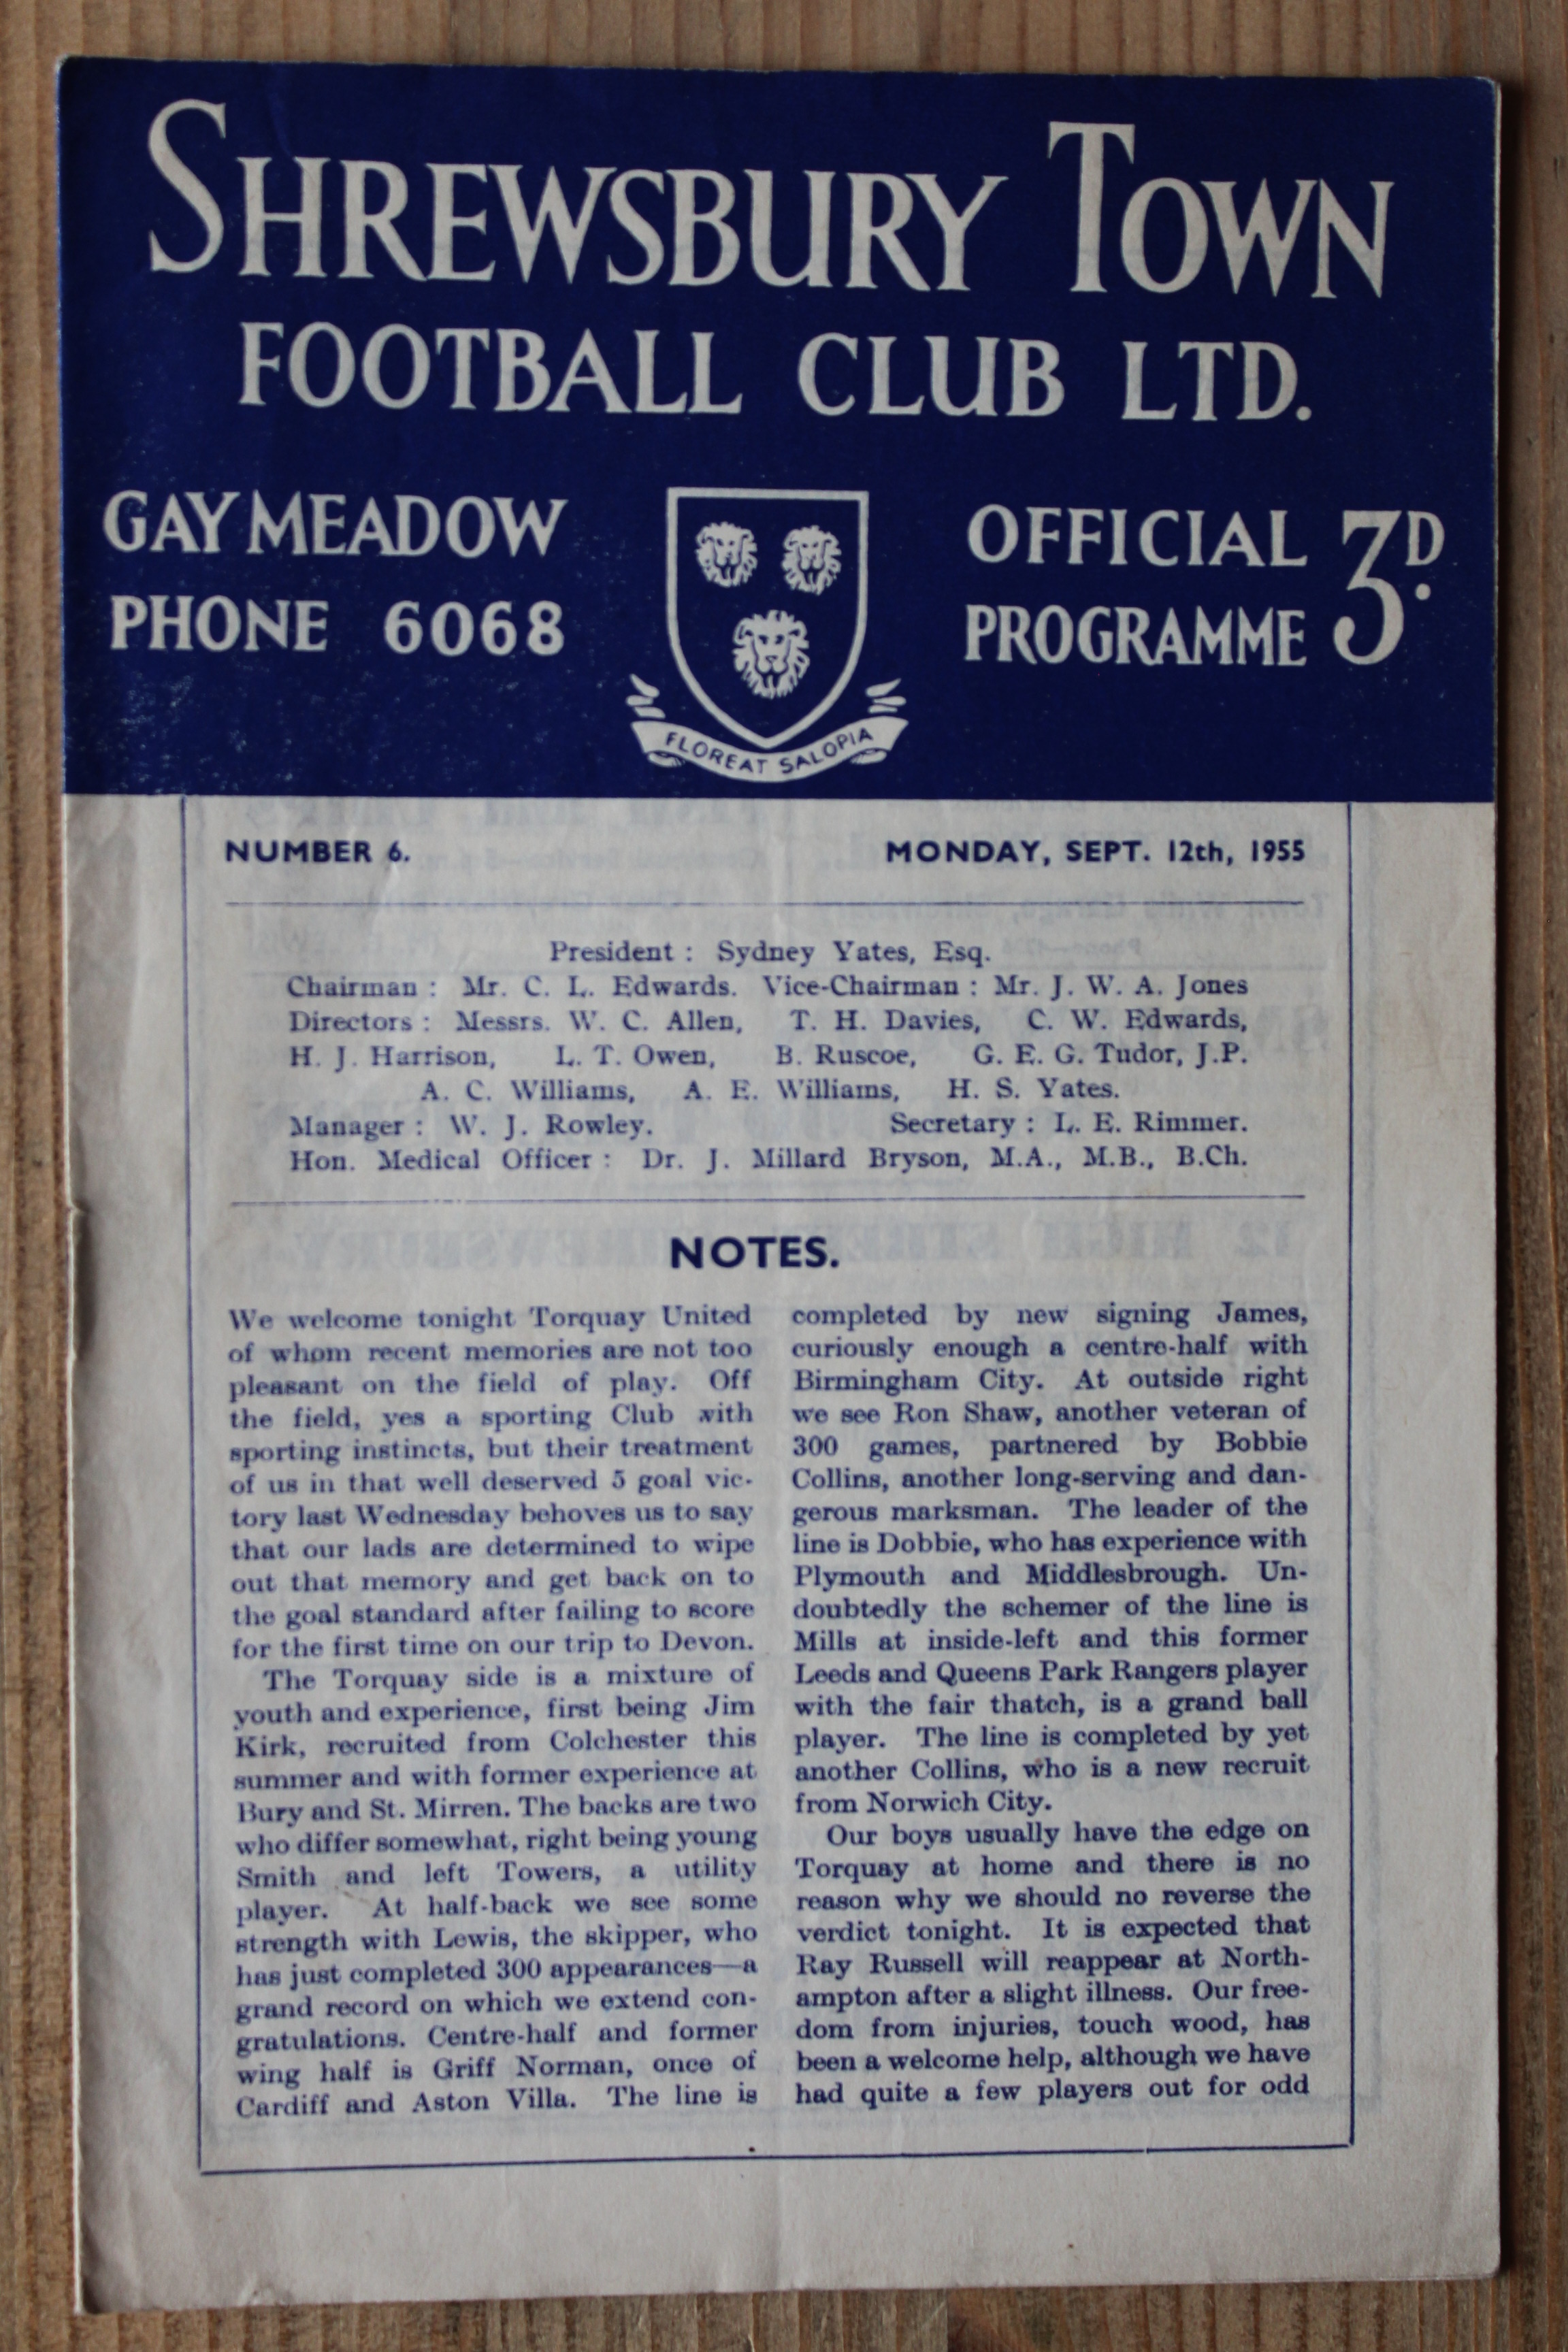 SHREWSBURY TOWN
FOOTBALL CLUB LTD.
GAY MEADOW
PHONE 6068
OFFICIAL
PROGRAMME
3D.
FLOREAT SALOPIA
NUMBER 6.
MONDAY, SEPT. 12th, 1955
President : Sydney Yates, Esq.
Chairman : Mr. C. L. Edwards. Vice-Chairman : Mr. J. W. A. Jones
Directors : Messrs. W. C. Allen, T. H. Davies, C. W. Edwards,
H. J. Harrison, L. T. Owen, B. Ruscoe, G. E. G. Tudor, J.P.
A. C. Williams, A. E. Williams, H. S. Yates.
Manager : W. J. Rowley. Secretary : L. E. Rimmer.
Hon. Medical Officer : Dr. J. Millard Bryson, M.A., M.B., B.Ch.
NOTES.
We welcome tonight Torquay United
of whom recent memories are not too
pleasant on the field of play. Off
the field, yes a sporting Club with
sporting instincts, but their treatment
of us in that well deserved 5 goal vic-
tory last Wednesday behoves us to say
that our lads are determined to wipe
out that memory and get back on to
the goal standard after failing to score
for the first time on our trip to Devon.
The Torquay side is a mixture of
youth and experience, first being Jim
Kirk, recruited from Colchester this
summer and with former experience at
Bury and St. Mirren. The backs are two
who differ somewhat, right being young
Smith and left Towers, a utility
player. At half-back we see some
strength with Lewis, the skipper, who
has just completed 300 appearances—a
grand record on which we extend con-
gratulations. Centre-half and former
wing half is Griff Norman, once of
Cardiff and Aston Villa. The line is
completed by new signing James,
curiously enough a centre-half with
Birmingham City. At outside right
we see Ron Shaw, another veteran of
300 games, partnered by Bobbie
Collins, another long-serving and dan-
gerous marksman. The leader of the
line is Dobbie, who has experience with
Plymouth and Middlesbrough. Un-
doubtedly the schemer of the line is
Mills at inside-left and this former
Leeds and Queens Park Rangers player
with the fair thatch, is a grand ball
player. The line is completed by yet
another Collins, who is a new recruit
from Norwich City.
Our boys usually have the edge on
Torquay at home and there is no
reason why we should no reverse the
verdict tonight. It is expected that
Ray Russell will reappear at North-
ampton after a slight illness. Our free-
dom from injuries, touch wood, has
been a welcome help, although we have
had quite a few players out for odd